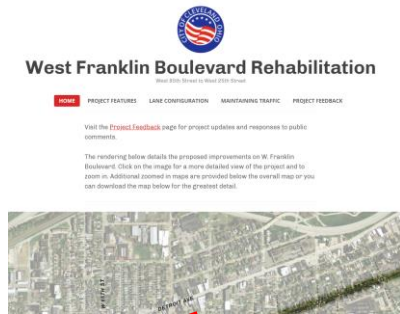 CITY OF CLEVELAND, OHIO
West Franklin Boulevard Rehabilitation
West 85th Street to West 25th Street
HOME PROJECT FEATURES LANE CONFIGURATION MAINTAINING TRAFFIC PROJECT FEEDBACK
Visit the Project Feedback page for project updates and responses to public
comments.
The rendering below details the proposed improvements on W. Franklin
Boulevard. Click on the image for a more detailed view of the project and to
zoom in. Additional zoomed in maps are provided below the overall map or you
can download the map below for the greatest detail.
DETROIT AVE